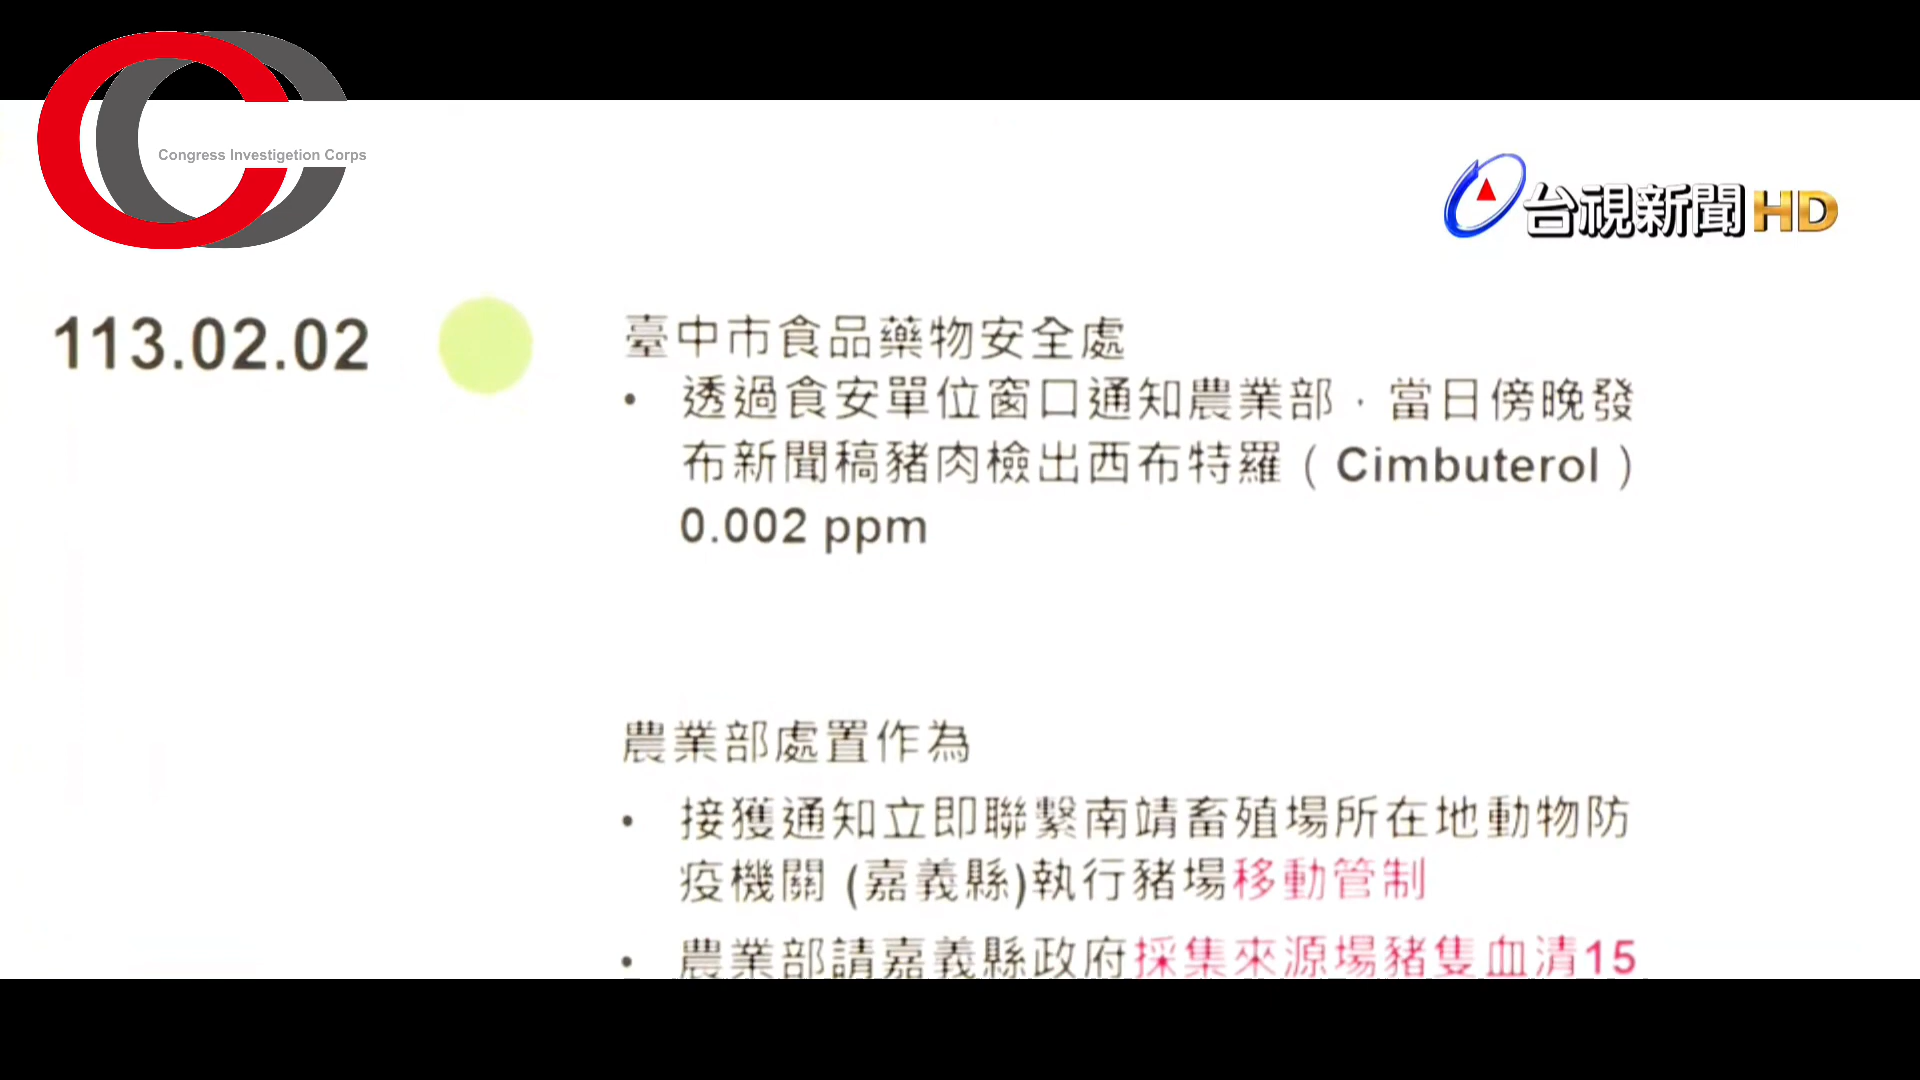 Congress Investigetion Corps
台視新聞HD
113.02.02
臺中市食品藥物安全處
• 透過食安單位窗口通知農業部，當日傍晚發
布新聞稿豬肉檢出西布特羅（Cimbuterol）
0.002 ppm
農業部處置作為
• 接獲通知立即聯繫南靖畜殖場所在地動物防
疫機關 (嘉義縣)執行豬場移動管制
• 農業部請嘉義縣政府採集來源場豬隻血清15